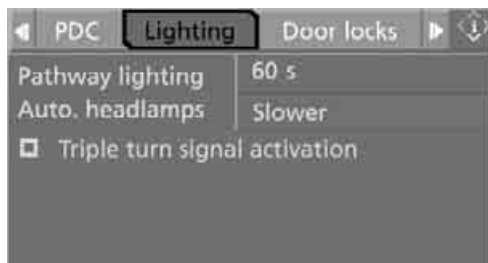 PDC Lighting Door locks
Pathway lighting 60 s
Auto. headlamps Slower
Triple turn signal activation